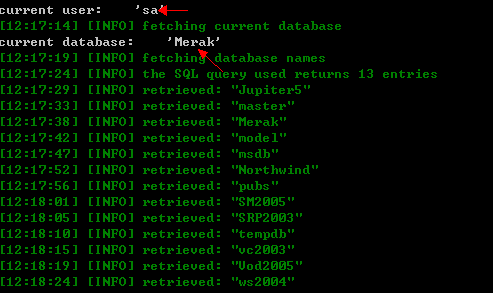 current user:    'sa'
[12:17:14] [INFO] fetching current database
current database:    'Merak'
[12:17:19] [INFO] fetching database names
[12:17:24] [INFO] the SQL query used returns 13 entries
[12:17:29] [INFO] retrieved: "Jupiter5"
[12:17:33] [INFO] retrieved: "master"
[12:17:38] [INFO] retrieved: "Merak"
[12:17:42] [INFO] retrieved: "model"
[12:17:47] [INFO] retrieved: "msdb"
[12:17:52] [INFO] retrieved: "Northwind"
[12:17:56] [INFO] retrieved: "pubs"
[12:18:01] [INFO] retrieved: "SM2005"
[12:18:05] [INFO] retrieved: "SRP2003"
[12:18:10] [INFO] retrieved: "tempdb"
[12:18:15] [INFO] retrieved: "vc2003"
[12:18:19] [INFO] retrieved: "Vod2005"
[12:18:24] [INFO] retrieved: "ws2004"